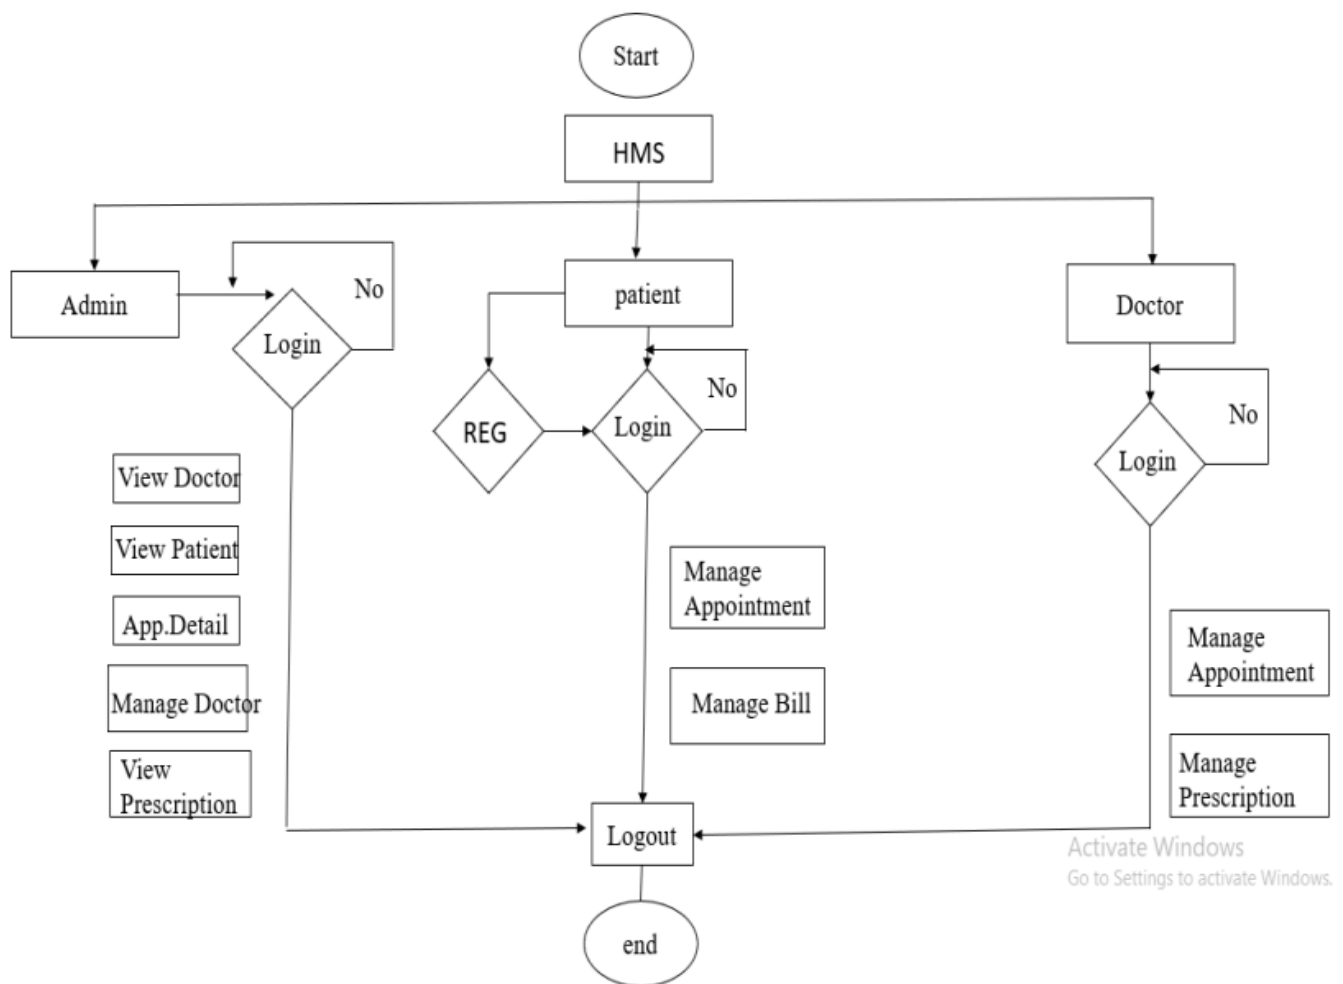 Start
HMS
Admin
No
Login
patient
No
REG
Login
Doctor
No
Login
View Doctor
View Patient
App.Detail
Manage Doctor
View
Prescription
Manage
Appointment
Manage Bill
Manage
Appointment
Manage
Prescription
Logout
Activate Windows
Go to Settings to activate Windows.
end